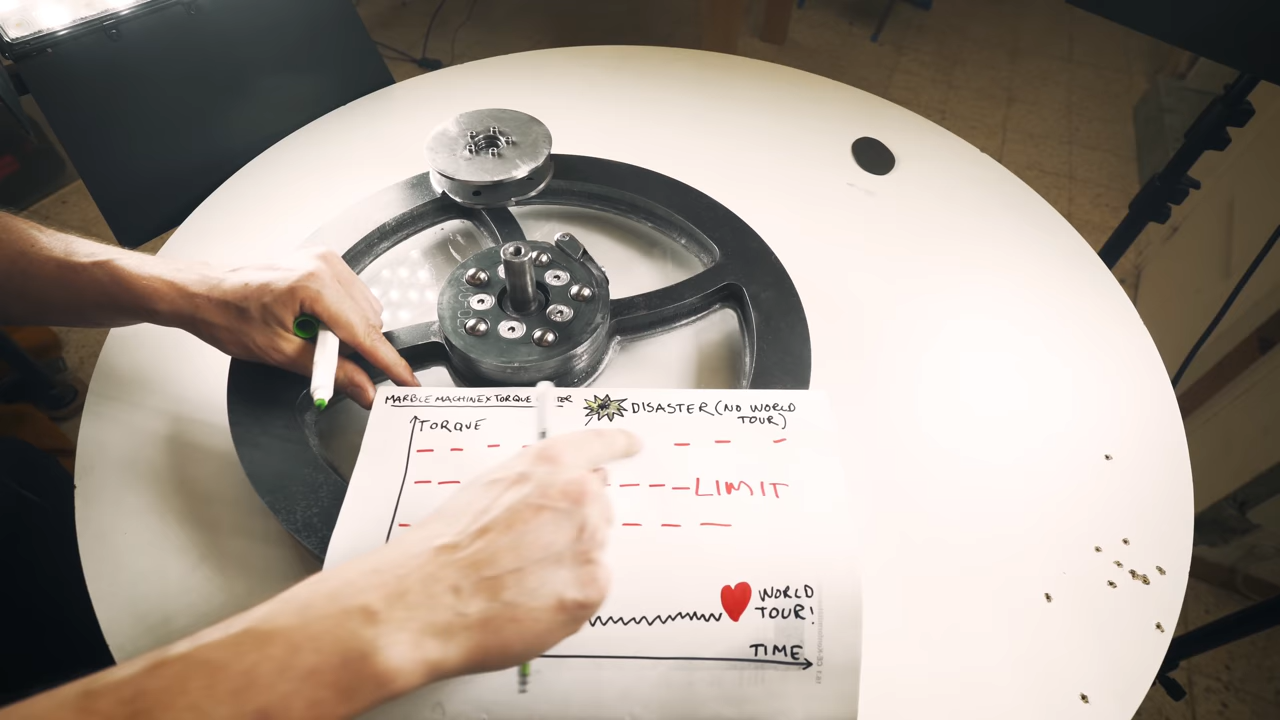 MARBLE MACHINE X TORQUE
DISASTER (NO WORLD
TOUR)
TORQUE
LIMIT
WORLD
TOUR!
TIME